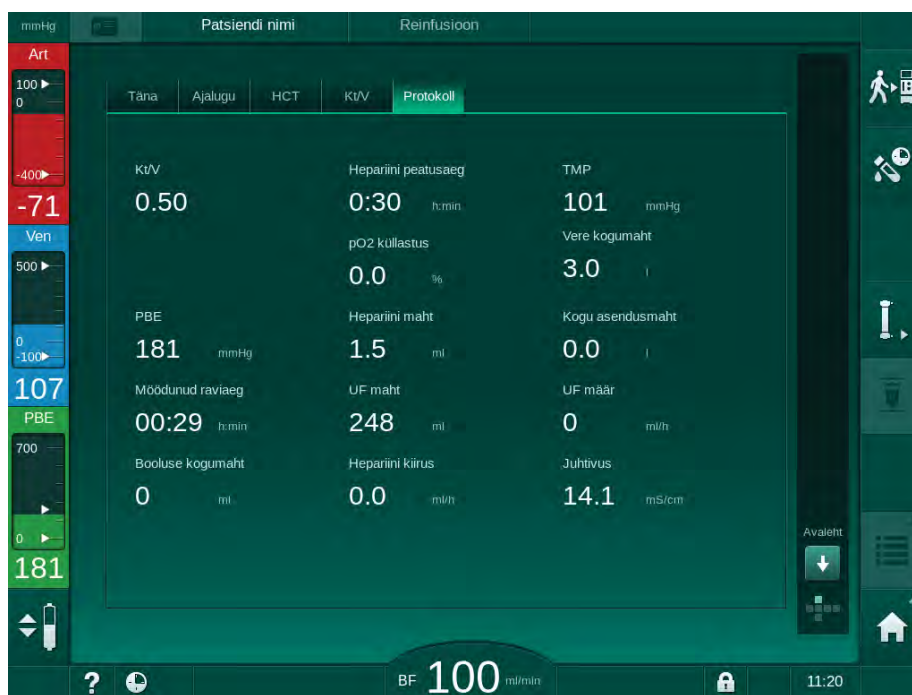 mmHg Patsiendi nimi Reinfusioon
Art
100
0
-400
-71
Ven
500
0
-100
107
PBE
700
0
181
Täna Ajalugu HCT Kt/V Protokoll
Kt/V Hepariini peatusaeg TMP
0.50 0:30 h:min 101 mmHg
pO2 küllastus Vere kogumaht
0.0 % 3.0 l
PBE Hepariini maht Kogu asendusmaht
181 mmHg 1.5 ml 0.0 l
Möödunud raviaeg UF maht UF määr
00:29 h:min 248 ml 0 ml/h
Booluse kogumaht Hepariini kiirus Juhtivus
0 ml 0.0 ml/h 14.1 mS/cm
Avaleht
? BF 100 ml/min 11:20